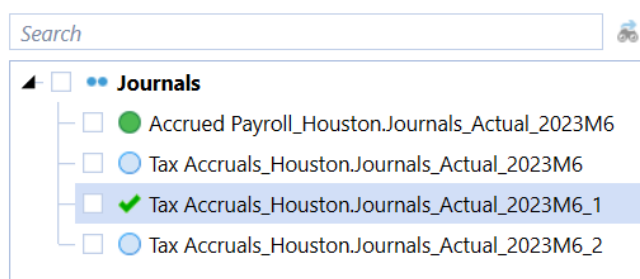 Search
Journals
Accrued Payroll_Houston.Journals_Actual_2023M6
Tax Accruals_Houston.Journals_Actual_2023M6
Tax Accruals_Houston.Journals_Actual_2023M6_1
Tax Accruals_Houston.Journals_Actual_2023M6_2